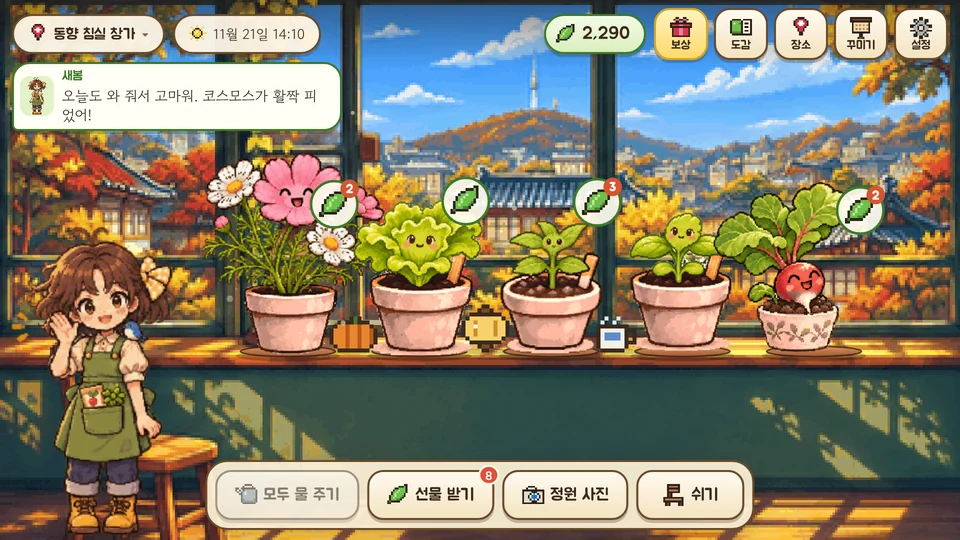 동향 침실 창가
11월 21일 14:10
2,290
보상
도감
장소
꾸미기
설정
새봄
오늘도 와 줘서 고마워. 코스모스가 활짝 피
었어!
2
3
2
모두 물 주기
선물 받기
8
정원 사진
쉬기